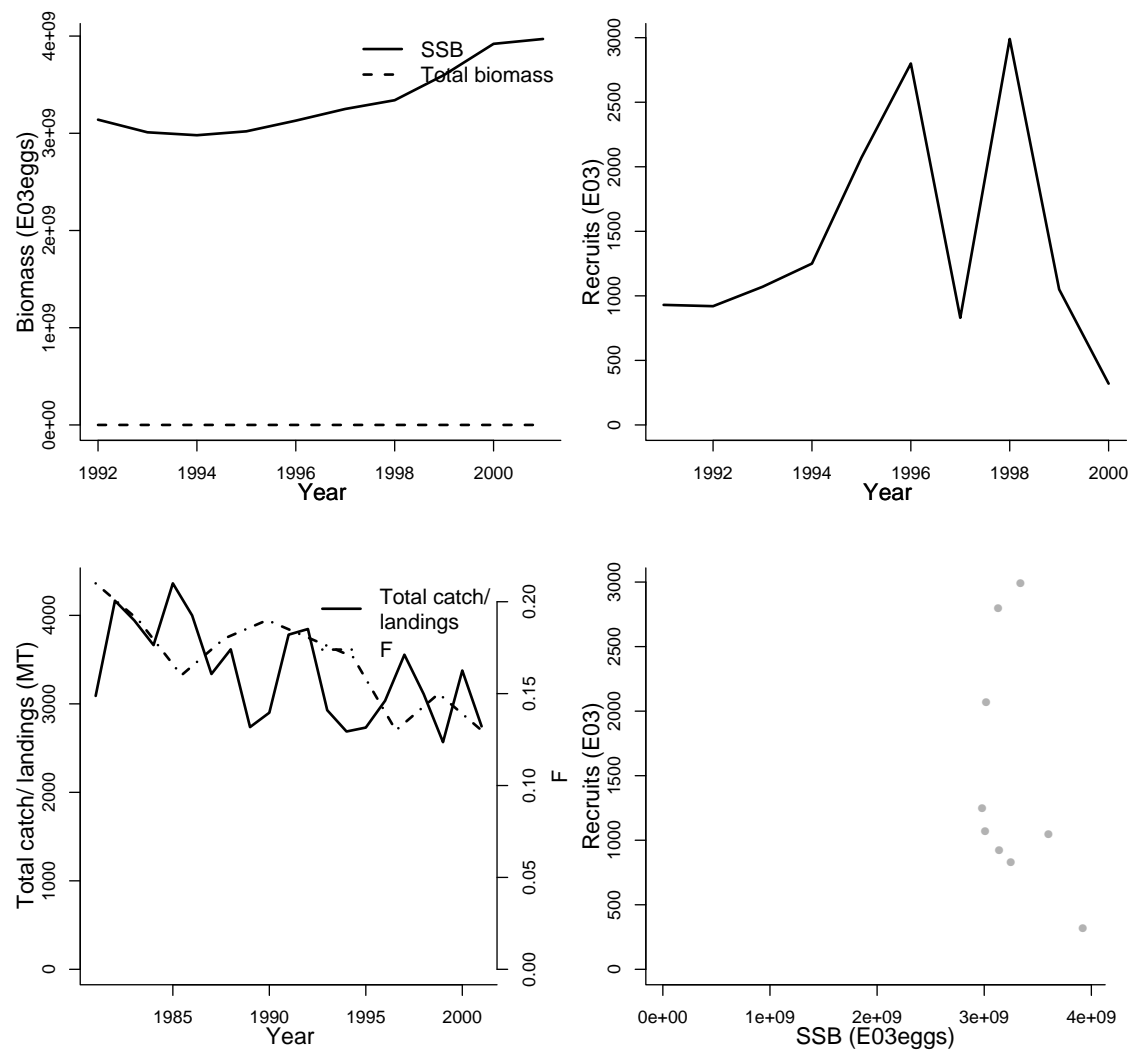 Biomass (E03eggs)
0e+00
1e+09
2e+09
3e+09
4e+09
SSB
Total biomass
1992
1994
1996
1998
2000
Year
Recruits (E03)
0
500
1000
1500
2000
2500
3000
1992
1994
1996
1998
2000
Year
Total catch/ landings (MT)
0
1000
2000
3000
4000
Total catch/
landings
F
0.00
0.05
0.10
0.15
0.20
F
1985
1990
1995
2000
Year
Recruits (E03)
0
500
1000
1500
2000
2500
3000
0e+00
1e+09
2e+09
3e+09
4e+09
SSB (E03eggs)